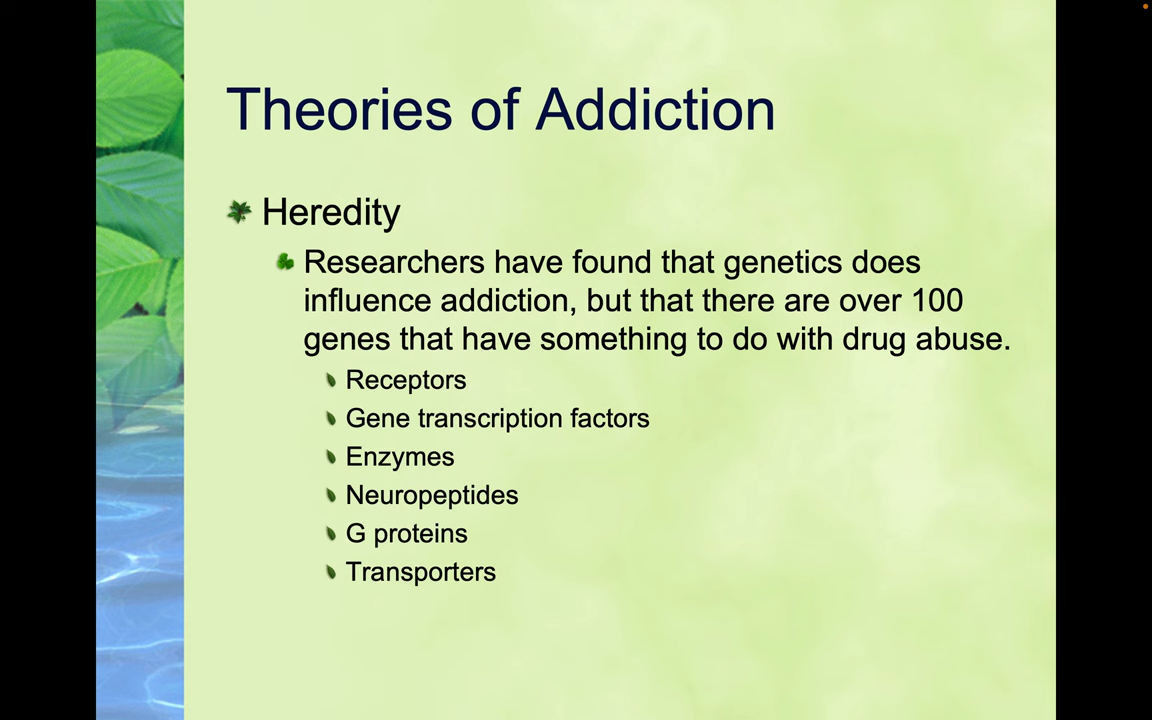 Theories of Addiction
Heredity
Researchers have found that genetics does
influence addiction, but that there are over 100
genes that have something to do with drug abuse.
Receptors
Gene transcription factors
Enzymes
Neuropeptides
G proteins
Transporters